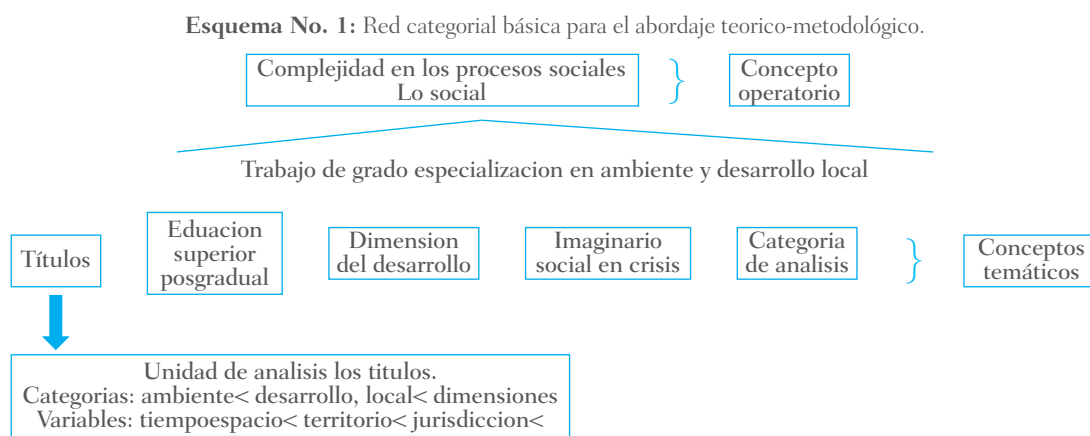 Esquema No. 1: Red categorial básica para el abordaje teorico-metodológico.
Complejidad en los procesos sociales
Lo social
Concepto
operatorio
Trabajo de grado especializacion en ambiente y desarrollo local
Títulos
Eduacion
superior
posgradual
Dimension
del desarrollo
Imaginario
social en crisis
Categoria
de analisis
Conceptos
temáticos
Unidad de analisis los titulos.
Categorias: ambiente< desarrollo, local< dimensiones
Variables: tiempoespacio< territorio< jurisdiccion<